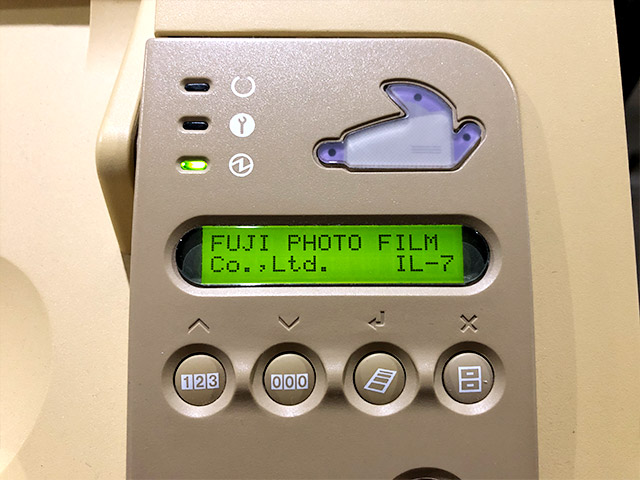 FUJI PHOTO FILM
Co.,Ltd. IL-7
123
000